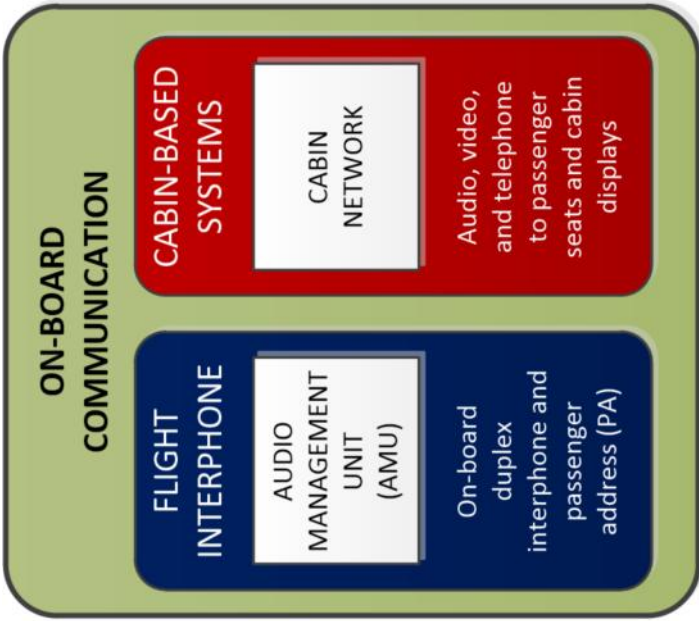 ON-BOARD
COMMUNICATION
FLIGHT
INTERPHONE
AUDIO
MANAGEMENT
UNIT
(AMU)
On-board
duplex
interphone and
passenger
address (PA)
CABIN-BASED
SYSTEMS
CABIN
NETWORK
Audio, video,
and telephone
to passenger
seats and cabin
displays